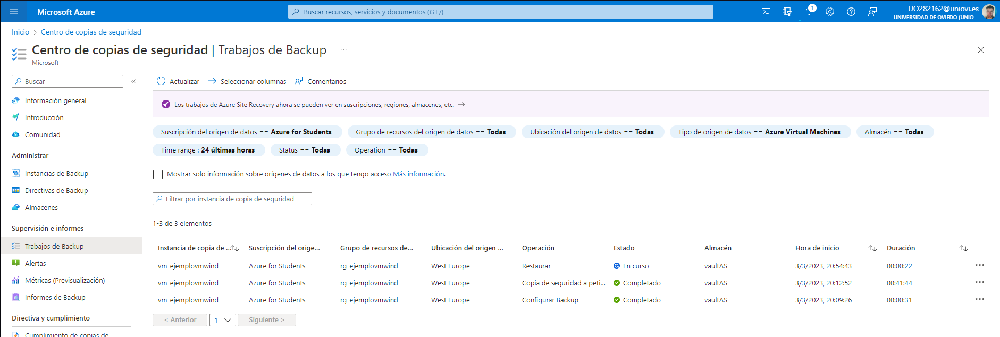 Microsoft Azure
Buscar recursos, servicios y documentos (G+/)
1
UO282162@uniovi.es
UNIVERSIDAD DE OVIEDO (UNIO...
Inicio > Centro de copias de seguridad
Centro de copias de seguridad | Trabajos de Backup ...
Microsoft
Buscar
«
Actualizar
Seleccionar columnas
Comentarios
Información general
Introducción
Comunidad
Administrar
Instancias de Backup
Directivas de Backup
Almacenes
Supervisión e informes
Trabajos de Backup
Alertas
Métricas (Previsualización)
Informes de Backup
Directiva y cumplimiento
Cumplimiento de copias de
Los trabajos de Azure Site Recovery ahora se pueden ver en suscripciones, regiones, almacenes, etc. →
Suscripción del origen de datos == Azure for Students
Grupo de recursos del origen de datos == Todas
Ubicación del origen de datos == Todas
Tipo de origen de datos == Azure Virtual Machines
Almacén == Todas
Time range : 24 últimas horas
Status == Todas
Operation == Todas
Mostrar solo información sobre orígenes de datos a los que tengo acceso Más información.
Filtrar por instancia de copia de seguridad
1-3 de 3 elementos
Instancia de copia de ...↑↓ Suscripción del orige... Grupo de recursos de... Ubicación del origen ... Operación Estado Almacén Hora de inicio ↑↓ Duración ↑↓
vm-ejemplovmwind Azure for Students rg-ejemplovmwind West Europe Restaurar En curso vaultAS 3/3/2023, 20:54:43 00:00:22 ...
vm-ejemplovmwind Azure for Students rg-ejemplovmwind West Europe Copia de seguridad a peti... Completado vaultAS 3/3/2023, 20:12:52 00:41:44 ...
vm-ejemplovmwind Azure for Students rg-ejemplovmwind West Europe Configurar Backup Completado vaultAS 3/3/2023, 20:09:26 00:00:31 ...
< Anterior 1 Siguiente >